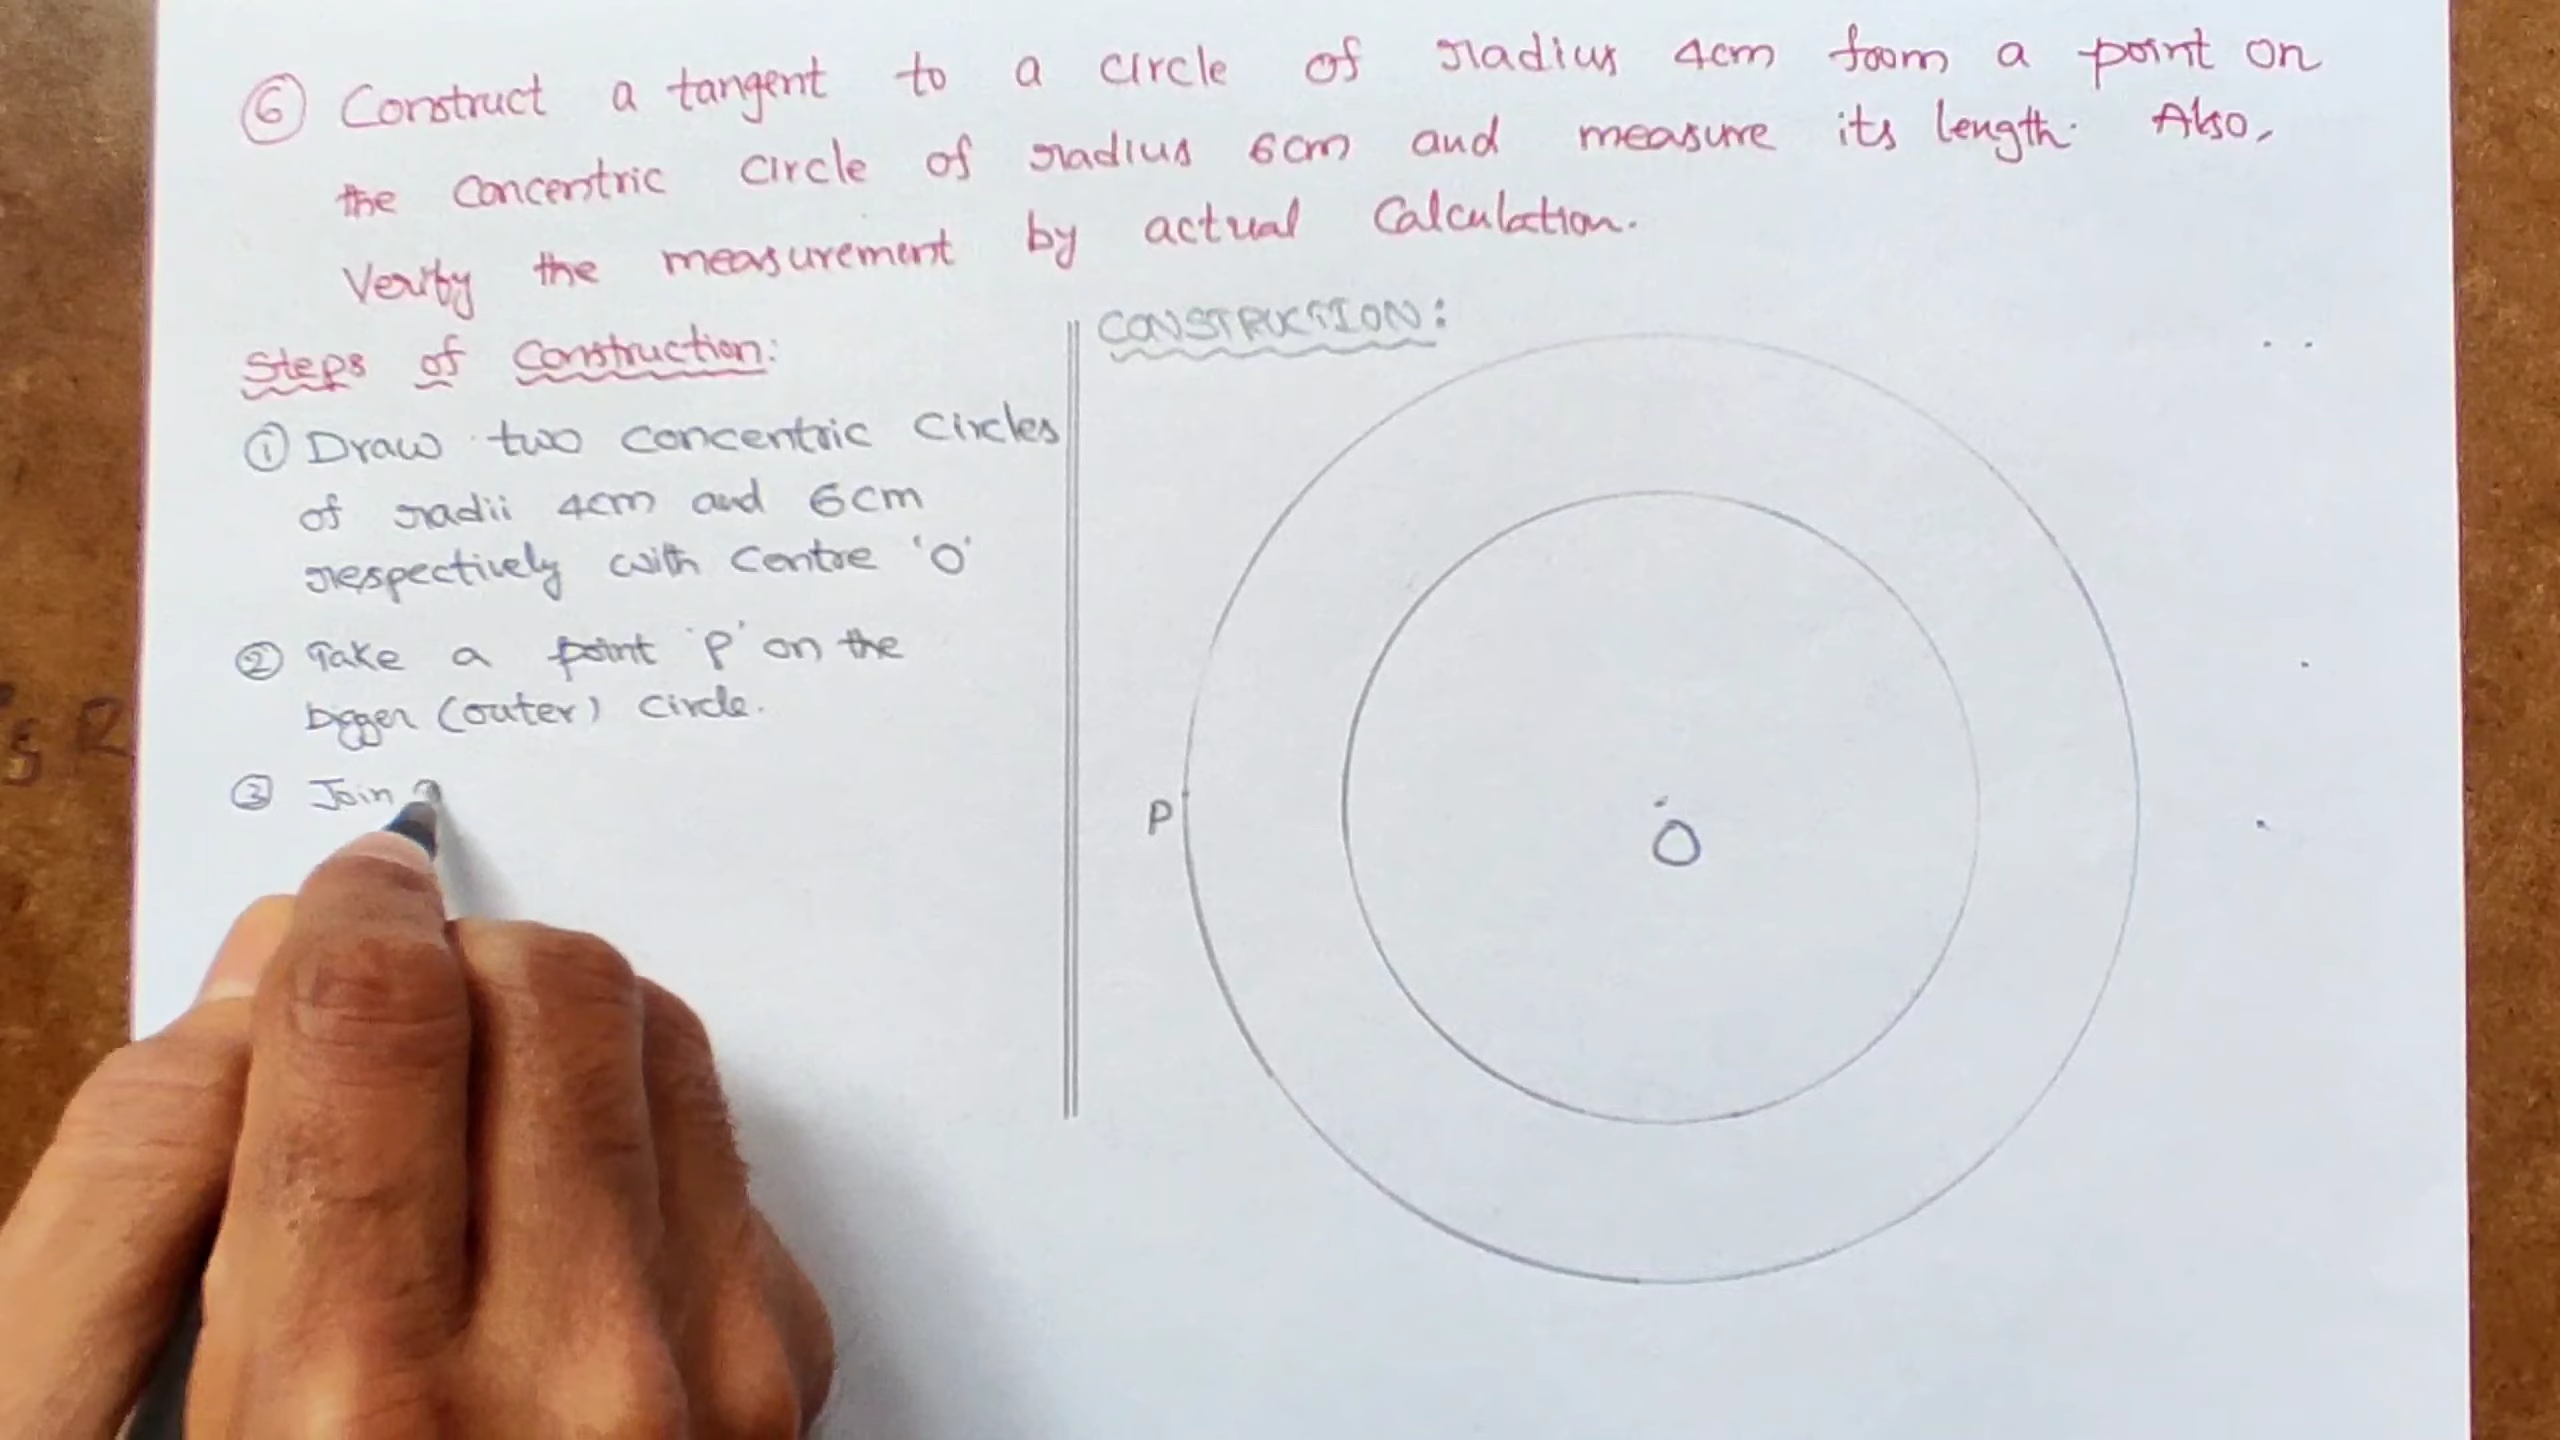 ⑥ Construct a tangent to a circle of radius 4cm from a point on
the concentric circle of radius 6cm and measure its length. Also,
Verify the measurement by actual Calculation.
Steps of Construction:
① Draw two concentric circles
of radii 4cm and 6cm
respectively with Centre 'O'
② Take a point 'P' on the
bigger (outer) circle.
③ Join
CONSTRUCTION:
P
O